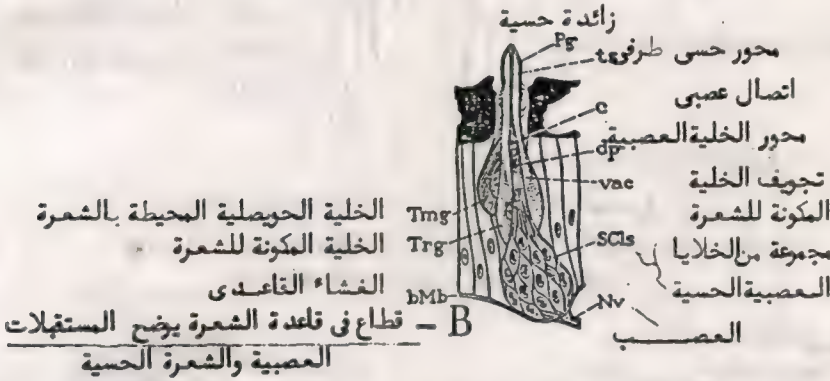 زائدة حسية
Pg
محور حسى طرفى tg
اتصال عصبى
c
محور الخلية العصبية
dp
تجويف الخلية
vac
المكونة للشعرة
الخلية الحويصلية المحيطة بالشعرة Tmg
الخلية المكونة للشعرة Trg
SCls مجموعة من الخلايا
العصبية الحسية
الغشاء القاعدى bMb
Nv
العصب
B - قطاع فى قاعدة الشعرة يوضح المستقبلات
العصبية والشعرة الحسية